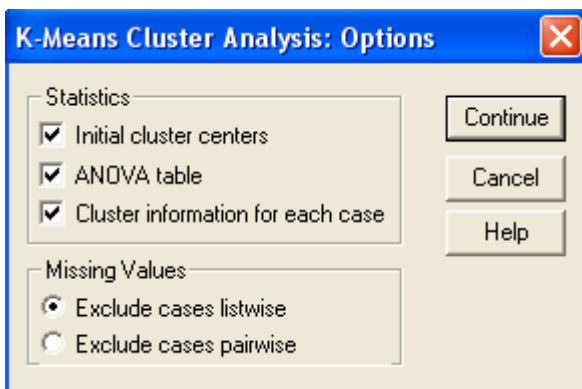 K-Means Cluster Analysis: Options
Statistics
Initial cluster centers
ANOVA table
Cluster information for each case
Missing Values
Exclude cases listwise
Exclude cases pairwise
Continue
Cancel
Help